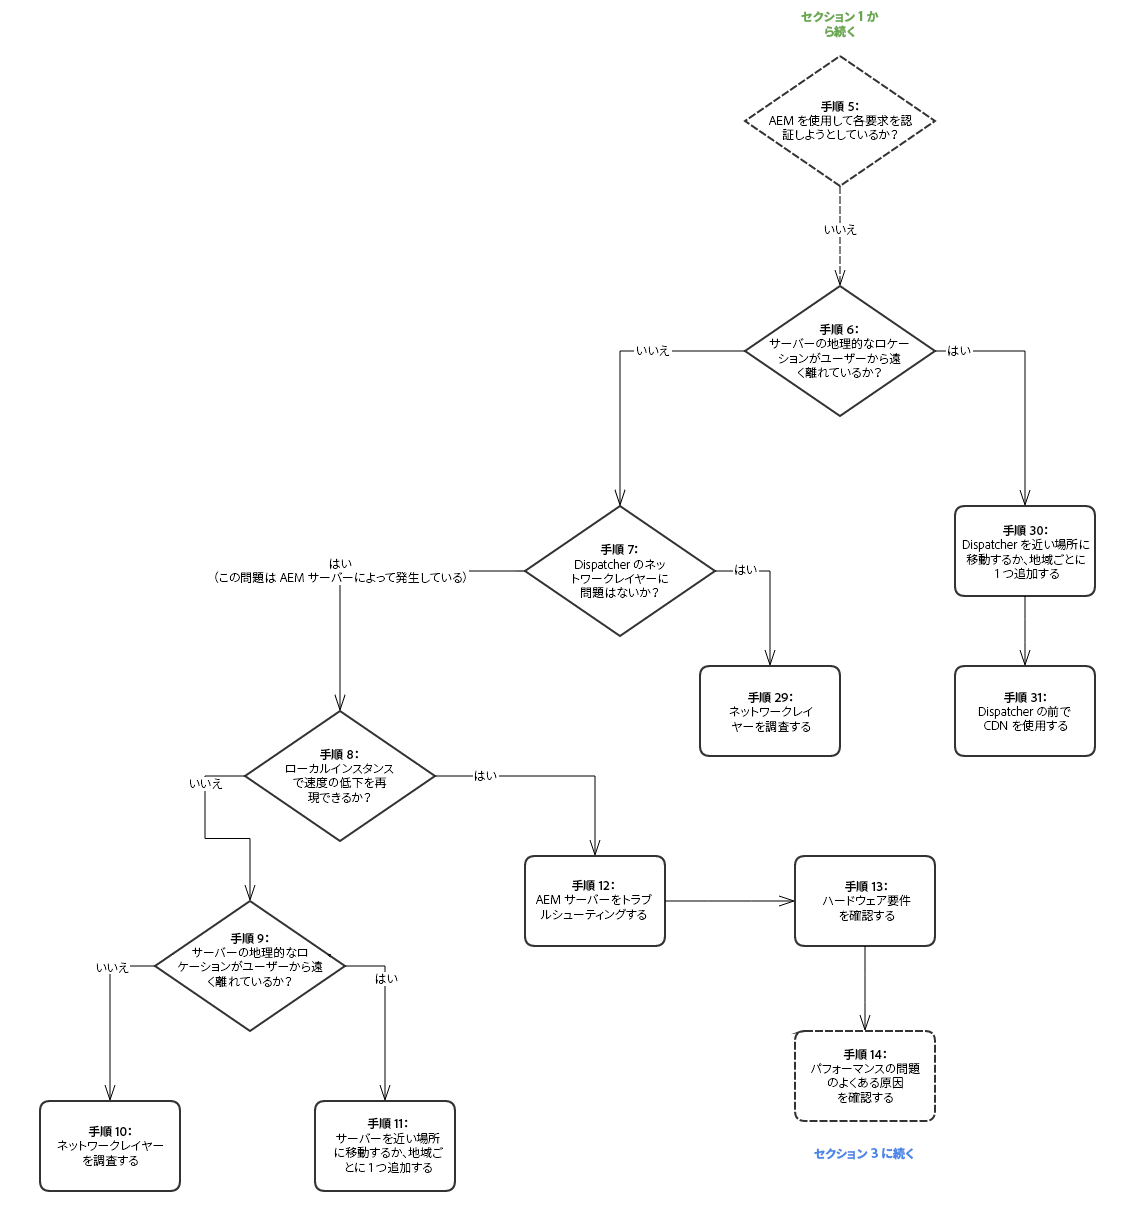 セクション 1 か
ら続く
手順 5：
AEM を使用して各要求を認
証しようとしているか？
いいえ
手順 6：
サーバーの地理的なロケー
ションがユーザーから遠
く離れているか？
いいえ
はい
手順 7：
Dispatcher のネッ
トワークレイヤーに
問題はないか？
はい
（この問題は AEM サーバーによって発生している）
はい
手順 30：
Dispatcher を近い場所に
移動するか、地域ごとに
1 つ追加する
手順 29：
ネットワークレイ
ヤーを調査する
手順 31：
Dispatcher の前で
CDN を使用する
手順 8：
ローカルインスタンス
で速度の低下を再
現できるか？
いいえ
はい
手順 12：
AEM サーバーをトラブ
ルシューティングする
手順 13：
ハードウェア要件
を確認する
手順 9：
サーバーの地理的なロ
ケーションがユーザーから遠
く離れているか？
いいえ
はい
手順 14：
パフォーマンスの問題
のよくある原因
を確認する
手順 10：
ネットワークレイヤー
を調査する
手順 11：
サーバーを近い場所
に移動するか、地域ご
とに 1 つ追加する
セクション 3 に続く